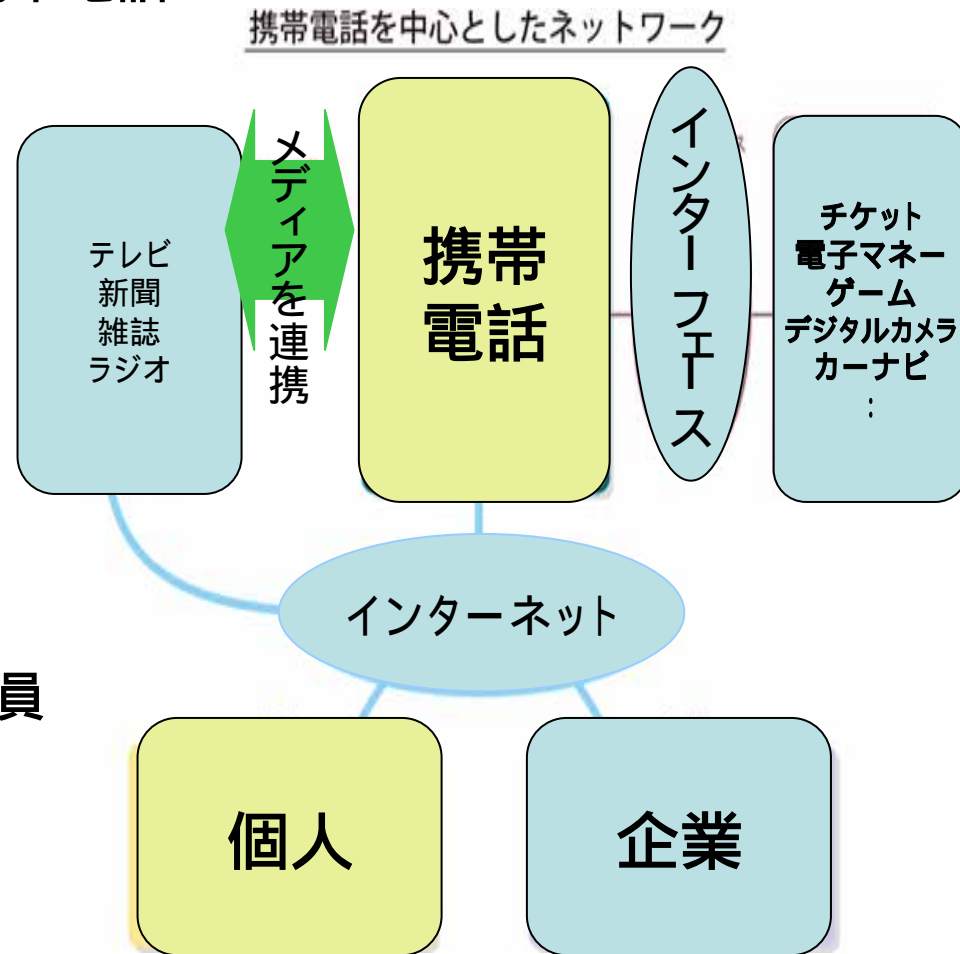 携帯電話を中心としたネットワーク
テレビ
新聞
雑誌
ラジオ
メディアを連携
携帯
電話
インターフェース
チケット
電子マネー
ゲーム
デジタルカメラ
カーナビ
:
インターネット
員
個人
企業